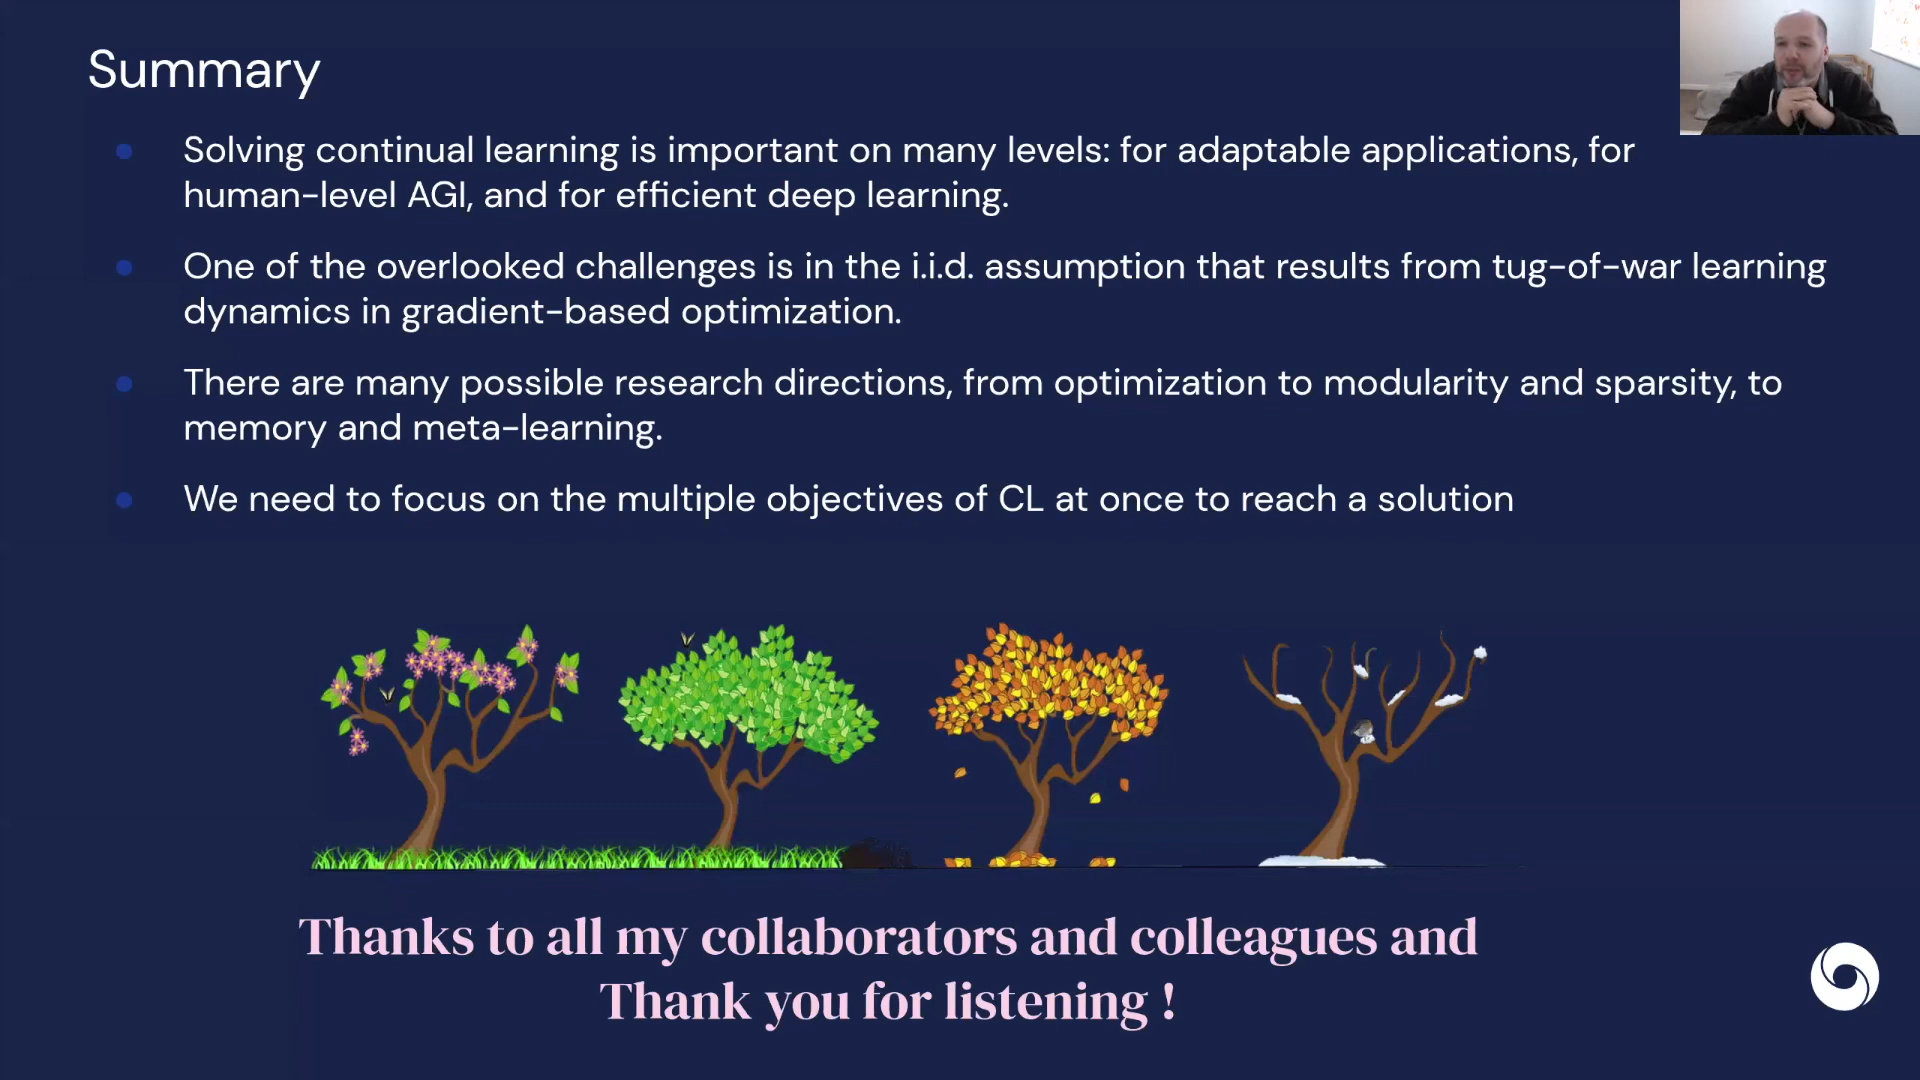 Summary
Solving continual learning is important on many levels: for adaptable applications, for
human-level AGI, and for efficient deep learning.
One of the overlooked challenges is in the i.i.d. assumption that results from tug-of-war learning
dynamics in gradient-based optimization.
There are many possible research directions, from optimization to modularity and sparsity, to
memory and meta-learning.
We need to focus on the multiple objectives of CL at once to reach a solution
Thanks to all my collaborators and colleagues and
Thank you for listening !